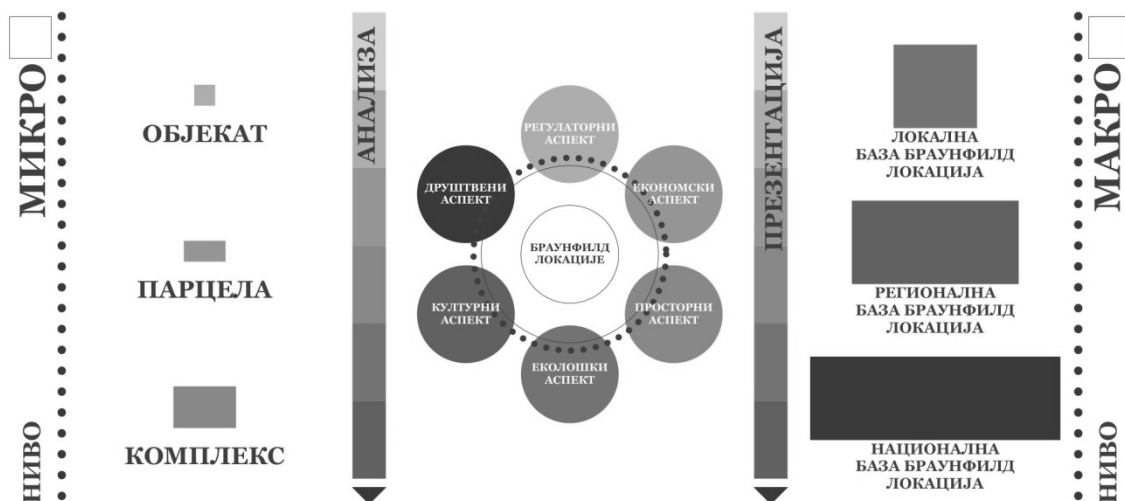 МИКРО
НИВО
ОБЈЕКАТ
ПАРЦЕЛА
КОМПЛЕКС
АНАЛИЗА
РЕГУЛАТОРНИ
АСПЕКТ
ДРУШТВЕНИ
АСПЕКТ
ЕКОНОМСКИ
АСПЕКТ
БРАУНФИЛД
ЛОКАЦИЈЕ
КУЛТУРНИ
АСПЕКТ
ПРОСТОРНИ
АСПЕКТ
ЕКОЛОШКИ
АСПЕКТ
ПРЕЗЕНТАЦИЈА
ЛОКАЛНА
БАЗА БРАУНФИЛД
ЛОКАЦИЈА
РЕГИОНАЛНА
БАЗА БРАУНФИЛД
ЛОКАЦИЈА
НАЦИОНАЛНА
БАЗА БРАУНФИЛД
ЛОКАЦИЈА
МАКРО
НИВО